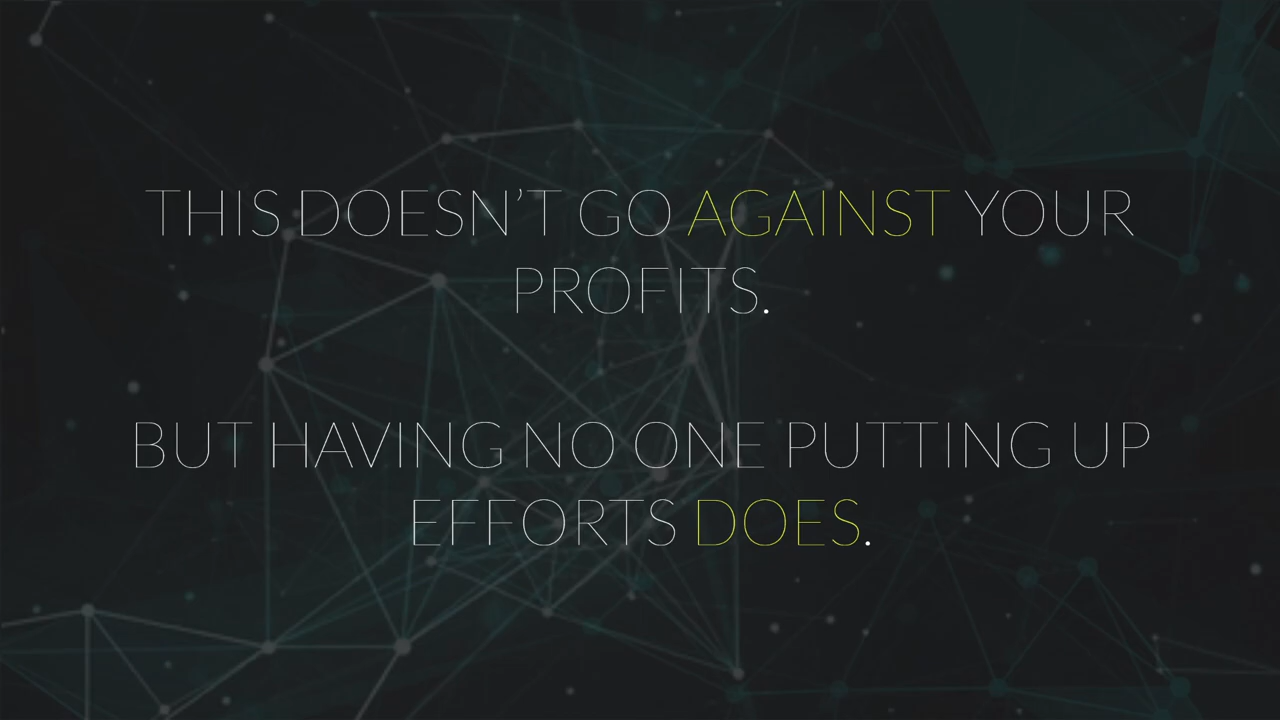 THIS DOESN’T GO AGAINST YOUR
PROFITS.
BUT HAVING NO ONE PUTTING UP
EFFORTS DOES.